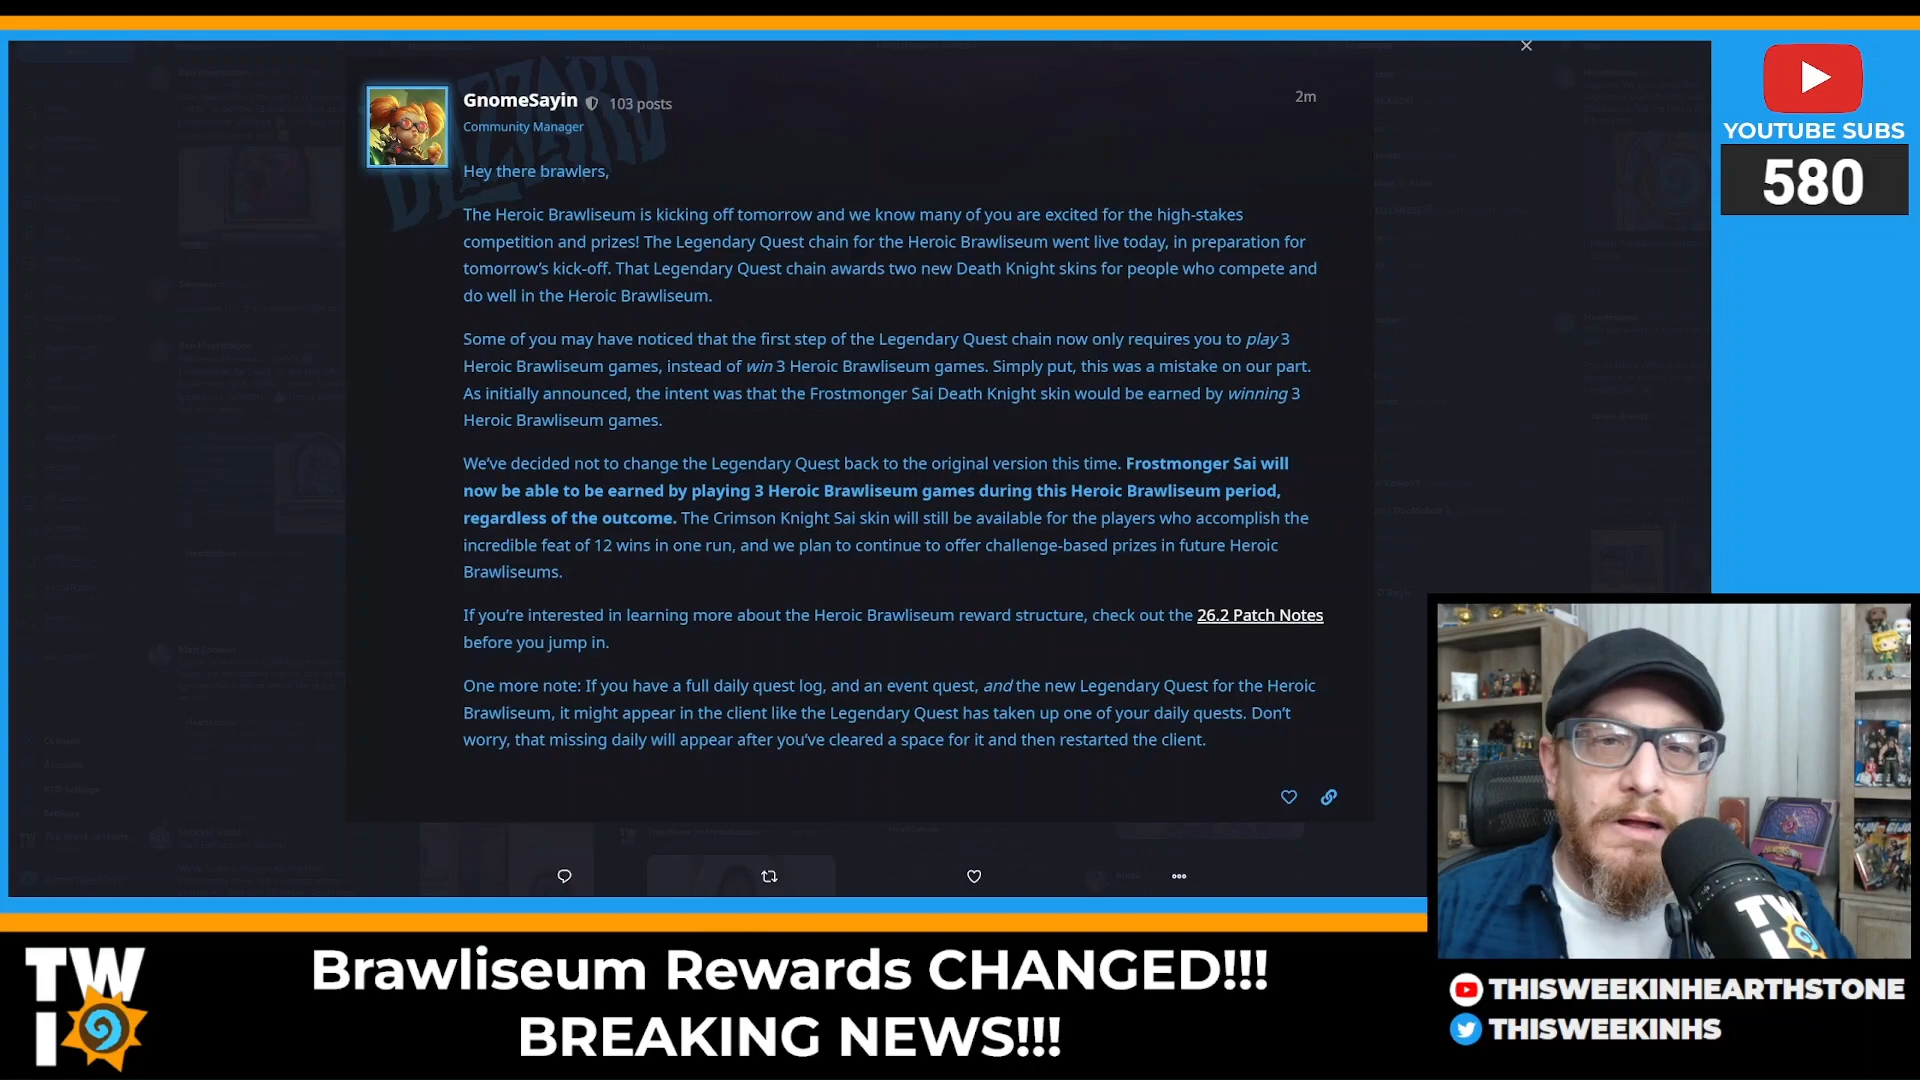 GnomeSayin 103 posts
2m
Community Manager
Hey there brawlers,
The Heroic Brawliseum is kicking off tomorrow and we know many of you are excited for the high-stakes
competition and prizes! The Legendary Quest chain for the Heroic Brawliseum went live today, in preparation for
tomorrow’s kick-off. That Legendary Quest chain awards two new Death Knight skins for people who compete and
do well in the Heroic Brawliseum.
Some of you may have noticed that the first step of the Legendary Quest chain now only requires you to play 3
Heroic Brawliseum games, instead of win 3 Heroic Brawliseum games. Simply put, this was a mistake on our part.
As initially announced, the intent was that the Frostmonger Sai Death Knight skin would be earned by winning 3
Heroic Brawliseum games.
We’ve decided not to change the Legendary Quest back to the original version this time. Frostmonger Sai will
now be able to be earned by playing 3 Heroic Brawliseum games during this Heroic Brawliseum period,
regardless of the outcome. The Crimson Knight Sai skin will still be available for the players who accomplish the
incredible feat of 12 wins in one run, and we plan to continue to offer challenge-based prizes in future Heroic
Brawliseums.
If you’re interested in learning more about the Heroic Brawliseum reward structure, check out the 26.2 Patch Notes
before you jump in.
One more note: If you have a full daily quest log, and an event quest, and the new Legendary Quest for the Heroic
Brawliseum, it might appear in the client like the Legendary Quest has taken up one of your daily quests. Don’t
worry, that missing daily will appear after you’ve cleared a space for it and then restarted the client.
BLIZZARD
YOUTUBE SUBS
580
TW
I
Brawliseum Rewards CHANGED!!!
BREAKING NEWS!!!
TW
I
THISWEEKINHEARTHSTONE
THISWEEKINHS